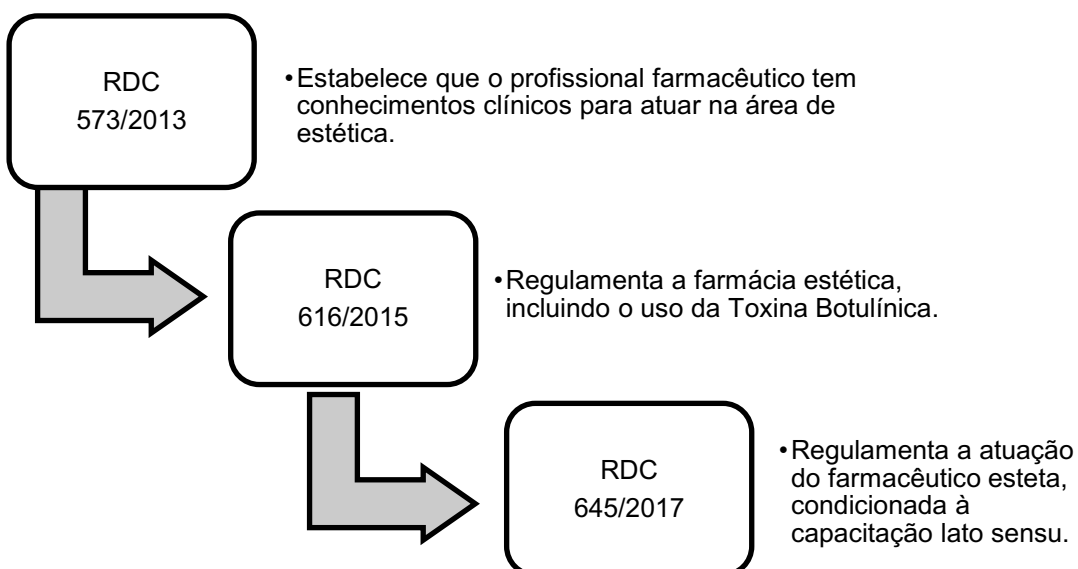 RDC
573/2013
•Estabelece que o profissional farmacêutico tem
conhecimentos clínicos para atuar na área de
estética.
RDC
616/2015
•Regulamenta a farmácia estética,
incluindo o uso da Toxina Botulínica.
RDC
645/2017
•Regulamenta a atuação
do farmacêutico esteta,
condicionada à
capacitação lato sensu.